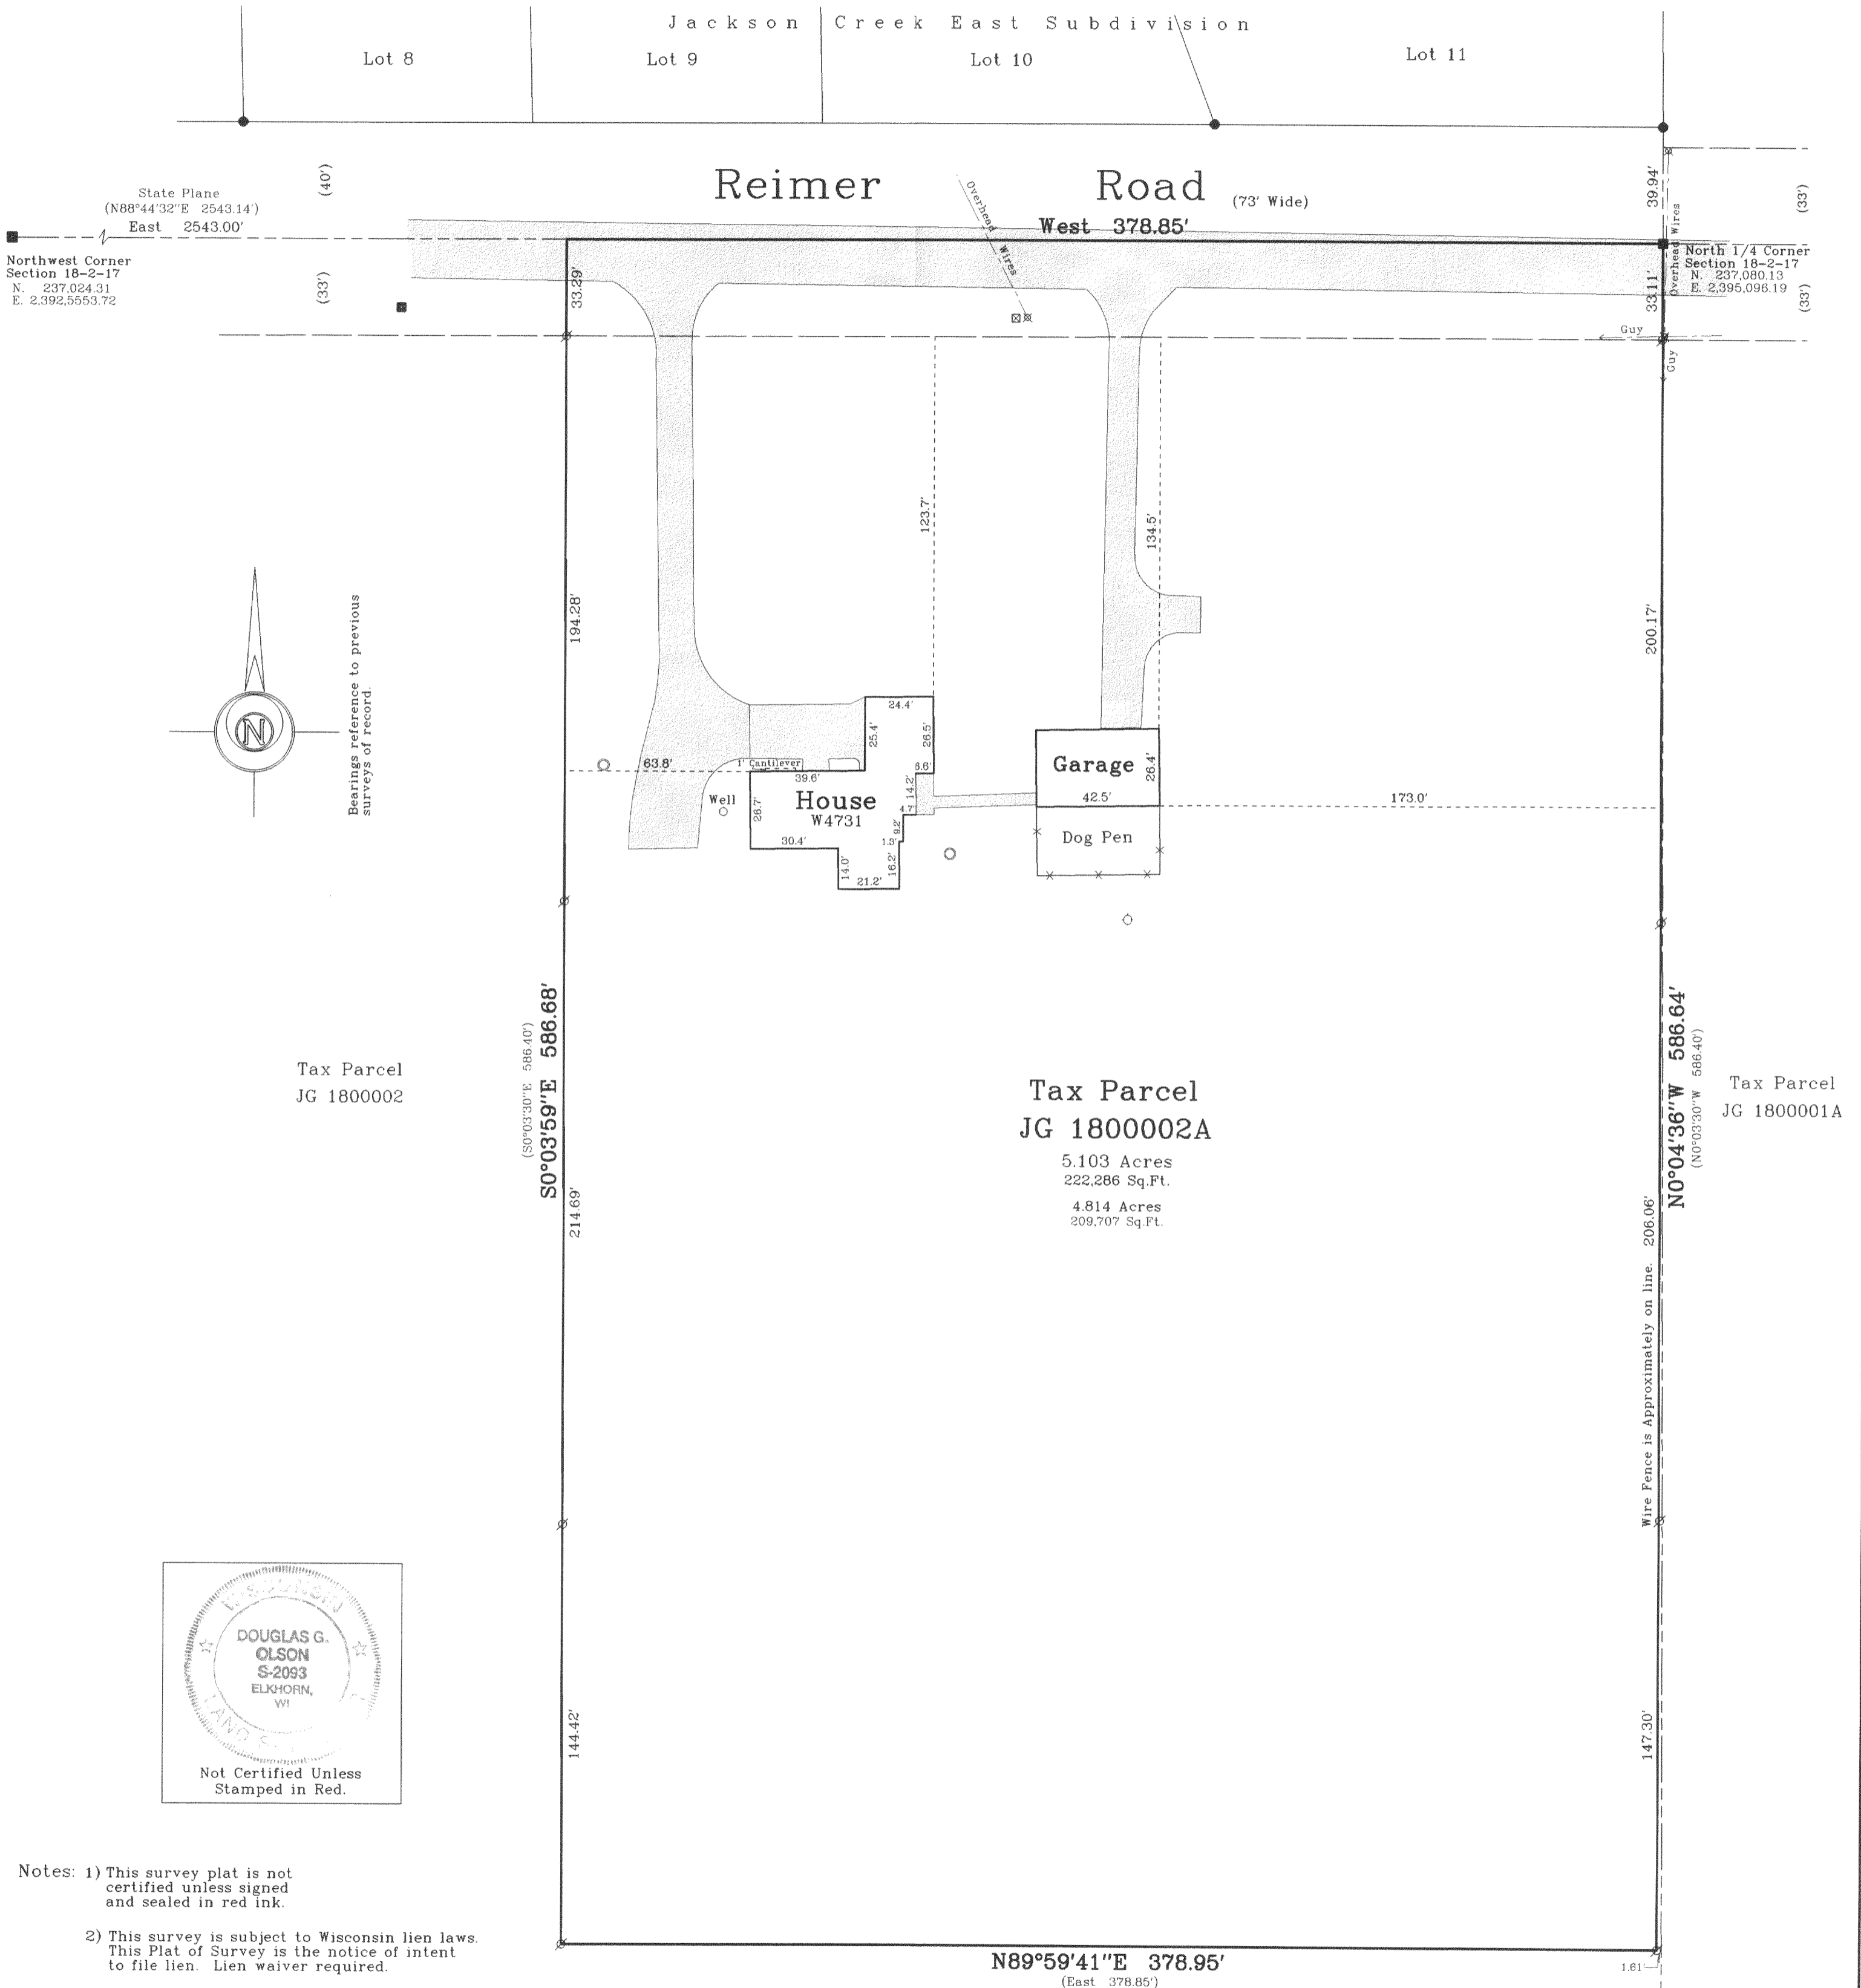 Jackson Creek East Subdivision
Lot 8
Lot 9
Lot 10
Lot 11
Reimer Road (73' Wide)
(40')
(33')
State Plane
(N88°44'32"E 2543.14')
East 2543.00'
Northwest Corner
Section 18-2-17
N. 237,024.31
E. 2,392,5553.72
West 378.85'
Overhead Wires
39.94'
Overhead Wires
(33')
(33')
North 1/4 Corner
Section 18-2-17
N. 237,080.13
E. 2,395,096.19
33.29'
33.11'
Guy
Guy
123.7'
134.5'
194.28'
200.17'
Bearings reference to previous
surveys of record.
N
63.8'
1' Cantilever
39.6'
24.4'
25.4'
26.5'
6.6'
14.2'
4.7'
9.2'
1.3'
16.2'
21.2'
14.0'
30.4'
26.7'
House
W4731
Well
Garage
26.4'
42.5'
173.0'
Dog Pen
S0°03'59"E 586.68'
(S0°03'30"E 586.40')
N0°04'36"W 586.64'
(N0°03'30"W 586.40')
Tax Parcel
JG 1800002
Tax Parcel
JG 1800002A
5.103 Acres
222,286 Sq.Ft.
4.814 Acres
209,707 Sq.Ft.
Tax Parcel
JG 1800001A
214.69'
Wire Fence is Approximately on line. 206.06'
144.42'
147.30'
DOUGLAS G.
OLSON
S-2093
ELKHORN,
WI
Not Certified Unless
Stamped in Red.
Notes: 1) This survey plat is not
certified unless signed
and sealed in red ink.
2) This survey is subject to Wisconsin lien laws.
This Plat of Survey is the notice of intent
to file lien. Lien waiver required.
N89°59'41"E 378.95'
(East 378.85')
1.61'